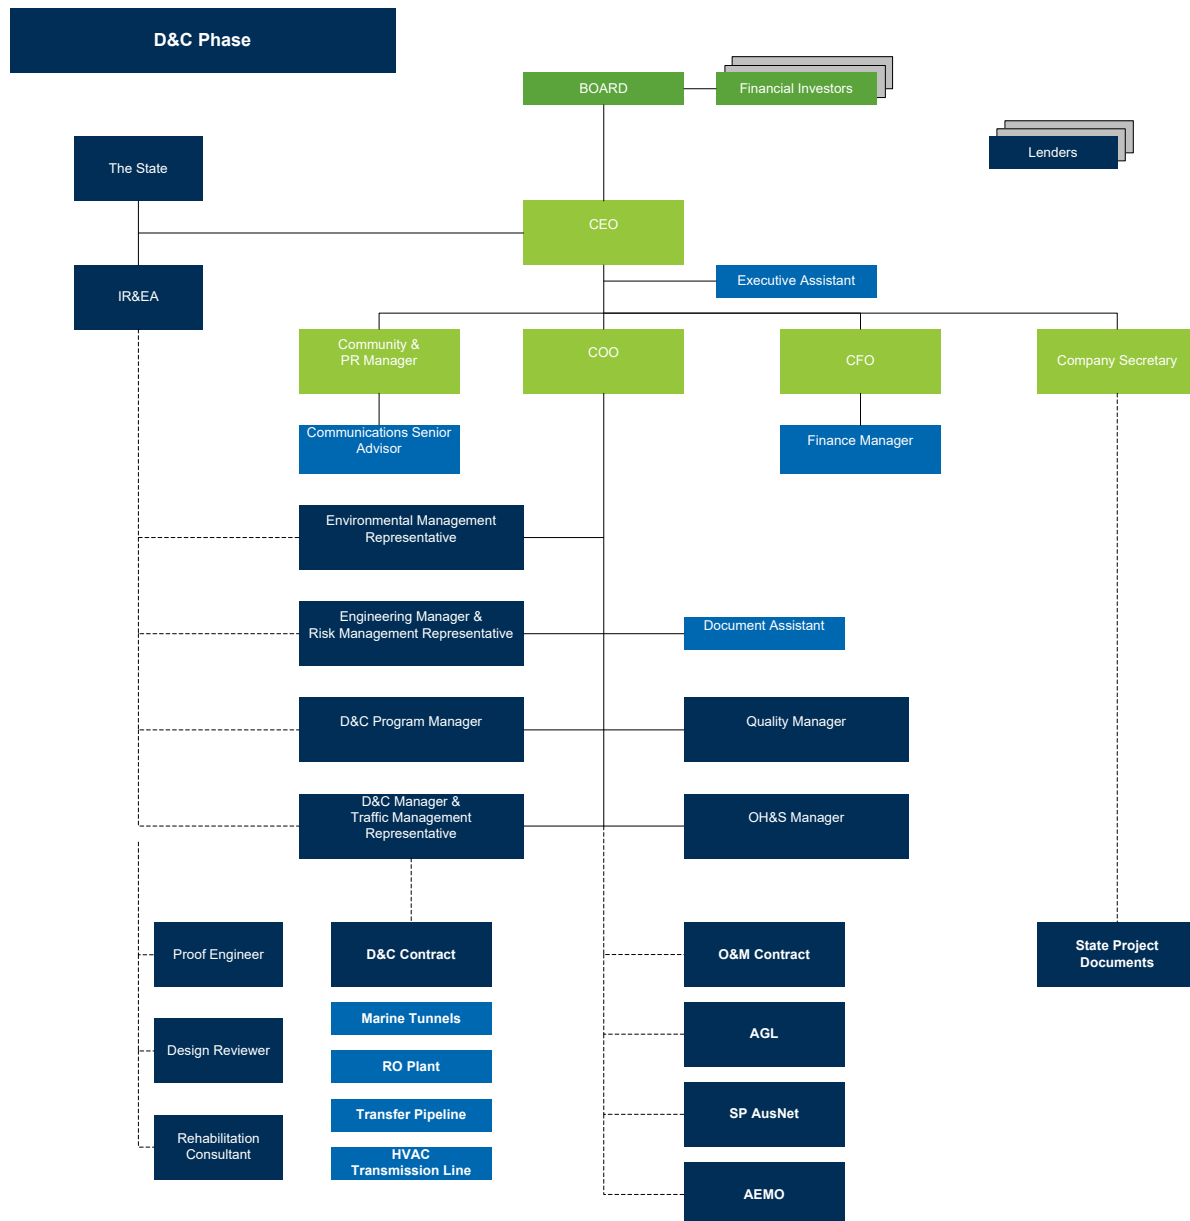 D&C Phase
BOARD
Financial Investors
The State
Lenders
CEO
Executive Assistant
IR&EA
Community &
PR Manager
COO
CFO
Company Secretary
Communications Senior
Advisor
Finance Manager
Environmental Management
Representative
Engineering Manager &
Risk Management Representative
Document Assistant
D&C Program Manager
Quality Manager
D&C Manager &
Traffic Management
Representative
OH&S Manager
Proof Engineer
D&C Contract
O&M Contract
State Project
Documents
Marine Tunnels
AGL
Design Reviewer
RO Plant
Transfer Pipeline
SP AusNet
Rehabilitation
Consultant
HVAC
Transmission Line
AEMO